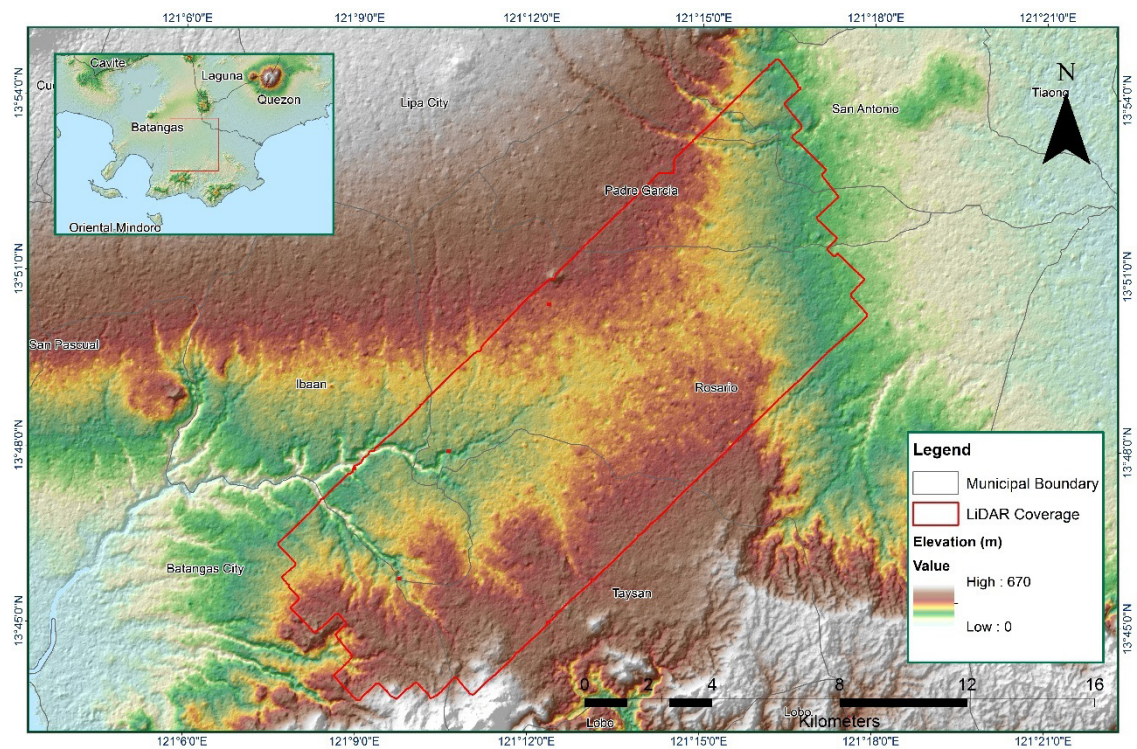 121°6'0"E
121°9'0"E
121°12'0"E
121°15'0"E
121°18'0"E
121°21'0"E
13°54'0"N
13°51'0"N
13°48'0"N
13°45'0"N
Cavite
Laguna
Quezon
Batangas
Oriental Mindoro
Cu
Lipa City
San Antonio
N
Tiaong
13°54'0"N
Padre Garcia
13°51'0"N
San Pascual
Ibaan
Rosario
13°48'0"N
Batangas City
Taysan
13°45'0"N
Legend
Municipal Boundary
LiDAR Coverage
Elevation (m)
Value
High : 670
Low : 0
0 2 4 8 12 16
Kilometers
Lobo
Lobo
121°6'0"E
121°9'0"E
121°12'0"E
121°15'0"E
121°18'0"E
121°21'0"E